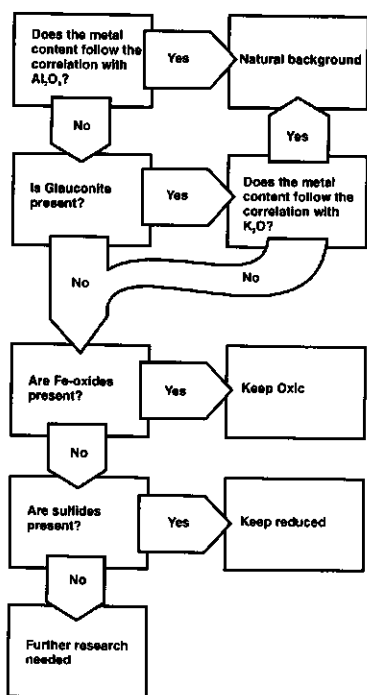 Does the metal
content follow the
correlation with
Al₂O₃?
Yes
Natural background
No
Yes
Is Glauconite
present?
Yes
Does the metal
content follow the
correlation with
K₂O?
No
No
Are Fe-oxides
present?
Yes
Keep Oxic
No
Are sulfides
present?
Yes
Keep reduced
No
Further research
needed